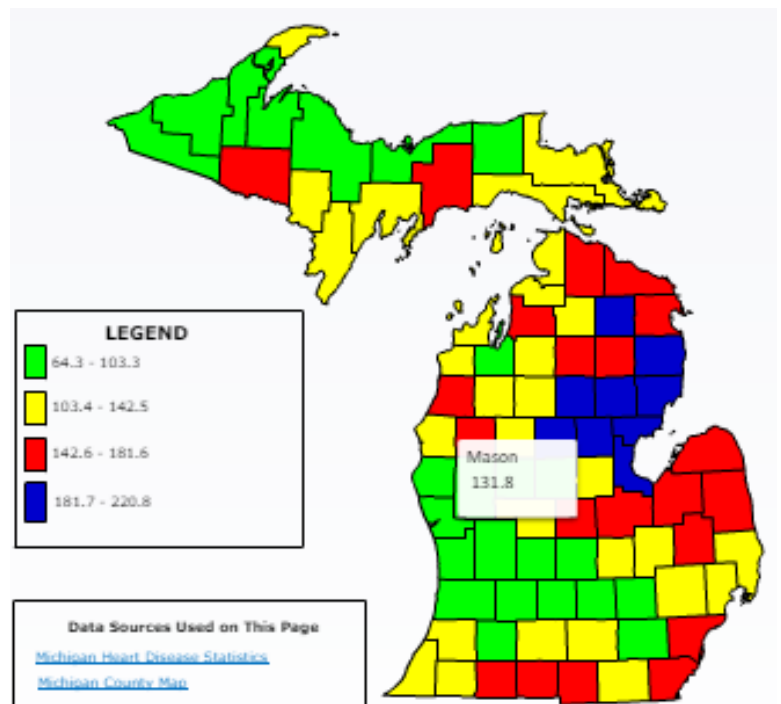 LEGEND
64.3 - 103.3
103.4 - 142.5
142.6 - 181.6
181.7 - 220.8
Mason
131.8
Data Sources Used on This Page
Michigan Heart Disease Statistics
Michigan County Map